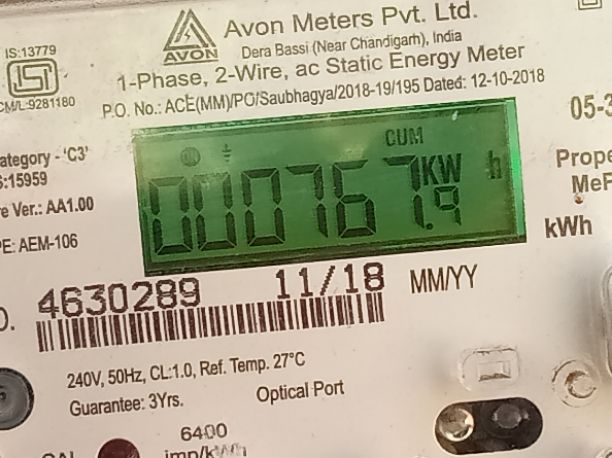 Avon Meters Pvt. Ltd.
AVON
Dera Bassi (Near Chandigarh), India
IS:13779
CM/L:9281180
1-Phase, 2-Wire, ac Static Energy Meter
P.O. No.: ACE(MM)/PO/Saubhagya/2018-19/195 Dated: 12-10-2018
ategory - 'C3'
S:15959
re Ver.: AA1.00
PE: AEM-106
CUM
000767.9 KW h
05-3
Prope
MeP
kWh
O. 4630289 11/18 MM/YY
240V, 50Hz, CL:1.0, Ref. Temp. 27°C
Guarantee: 3Yrs. Optical Port
6400
imp/kWh
CAL